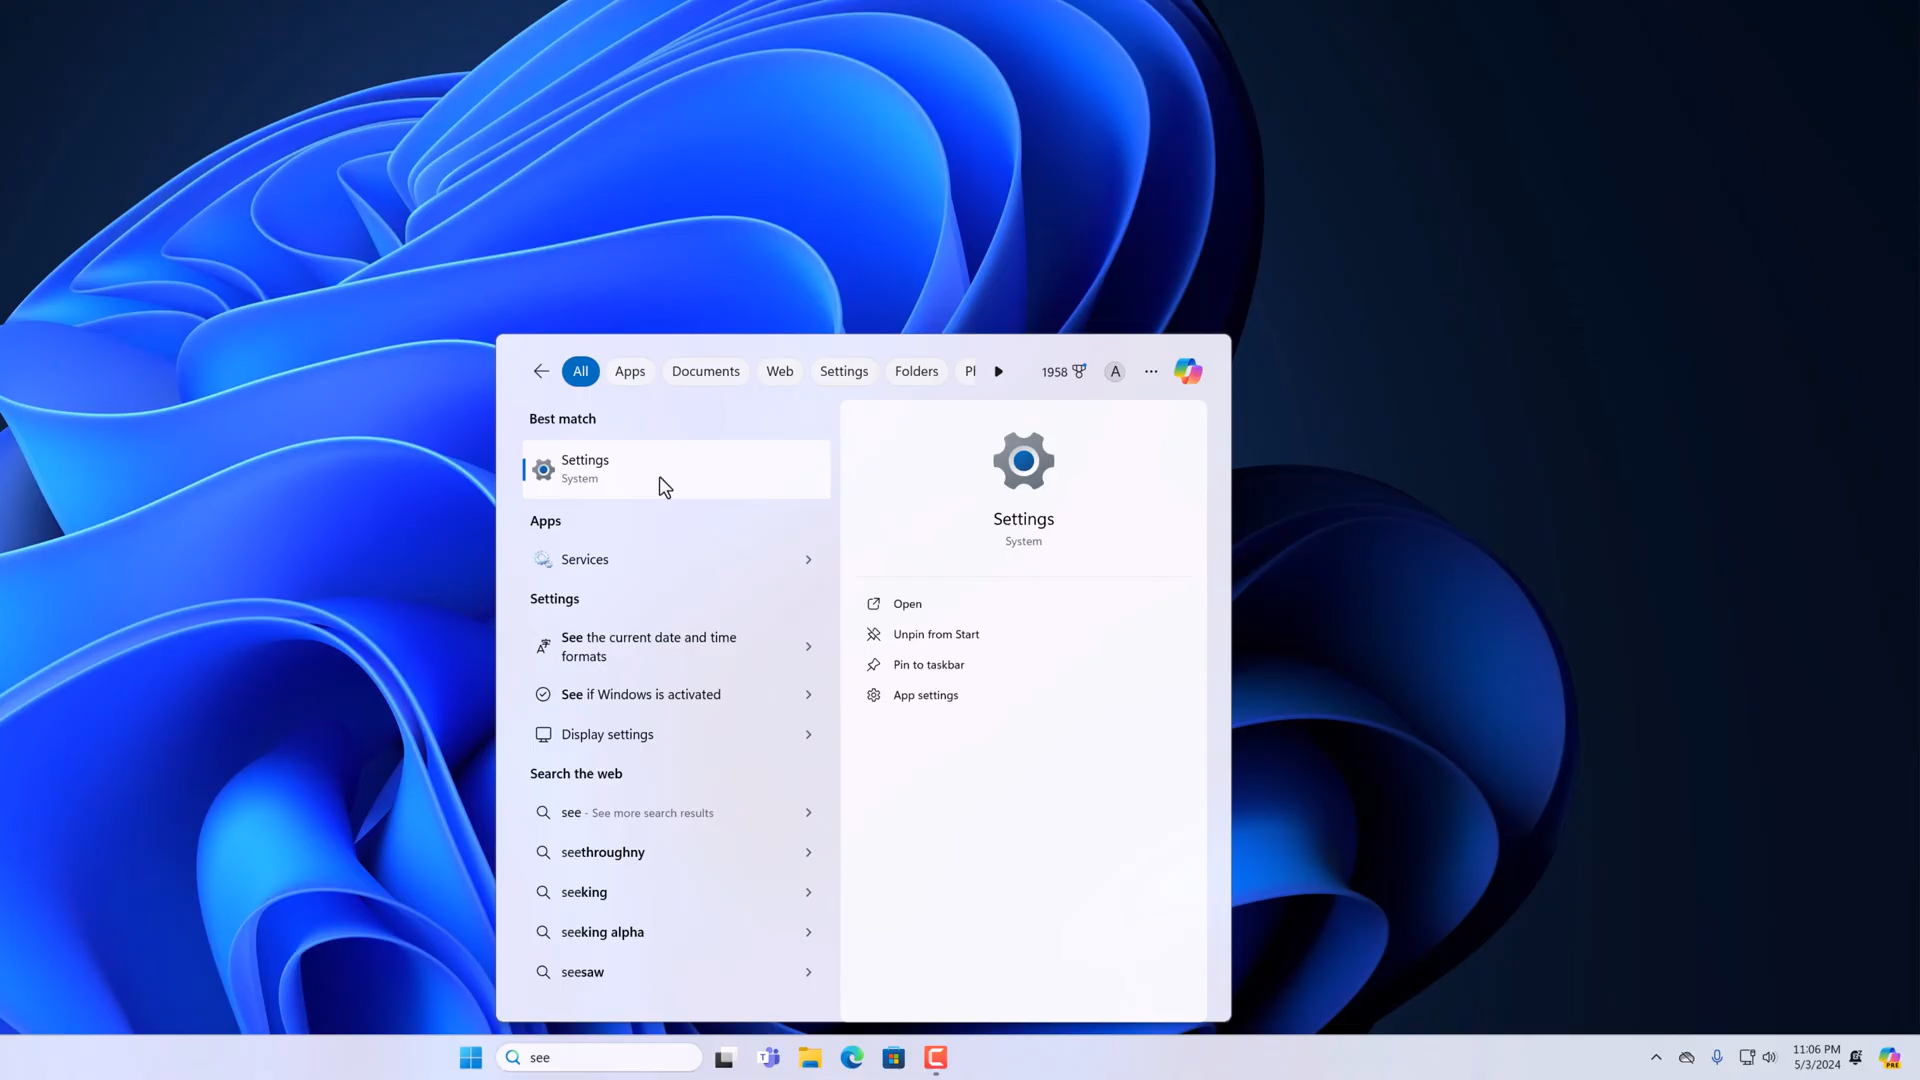 All Apps Documents Web Settings Folders 1958 A
Best match
Settings
System
Apps
Services
Settings
See the current date and time
formats
See if Windows is activated
Display settings
Search the web
see - See more search results
seethroughny
seeking
seeking alpha
seesaw
Settings
System
Open
Unpin from Start
Pin to taskbar
App settings
see
11:06 PM
5/3/2024
PRE